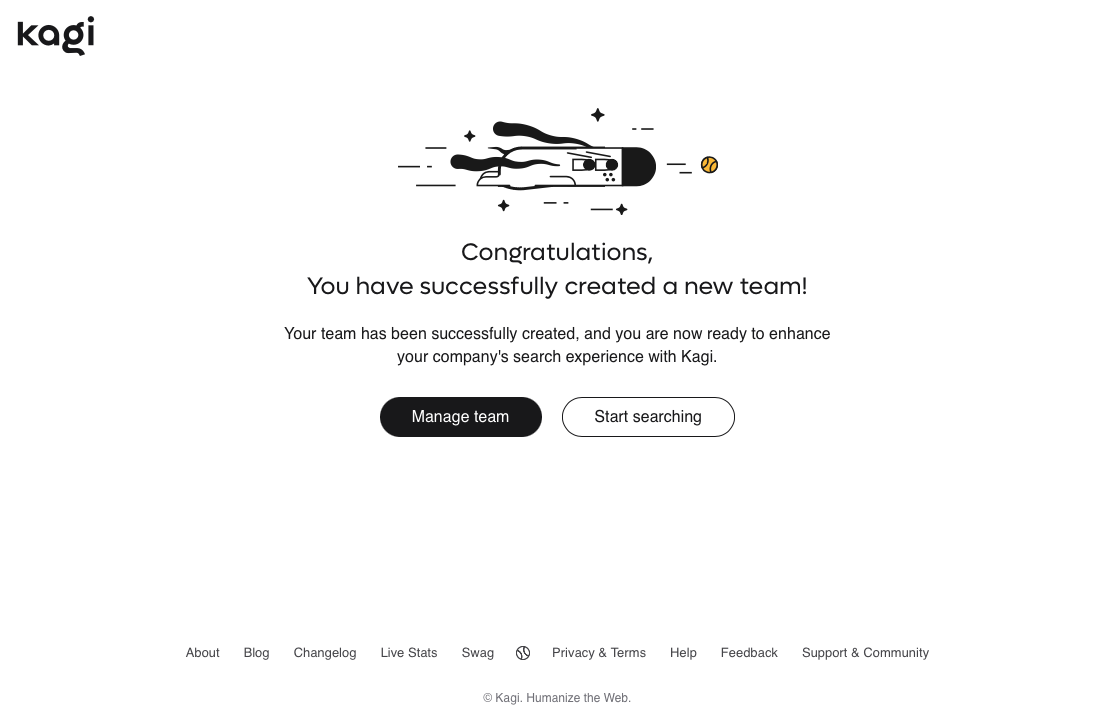 kagi
Congratulations,
You have successfully created a new team!
Your team has been successfully created, and you are now ready to enhance
your company's search experience with Kagi.
Manage team
Start searching
About Blog Changelog Live Stats Swag Privacy & Terms Help Feedback Support & Community
© Kagi. Humanize the Web.